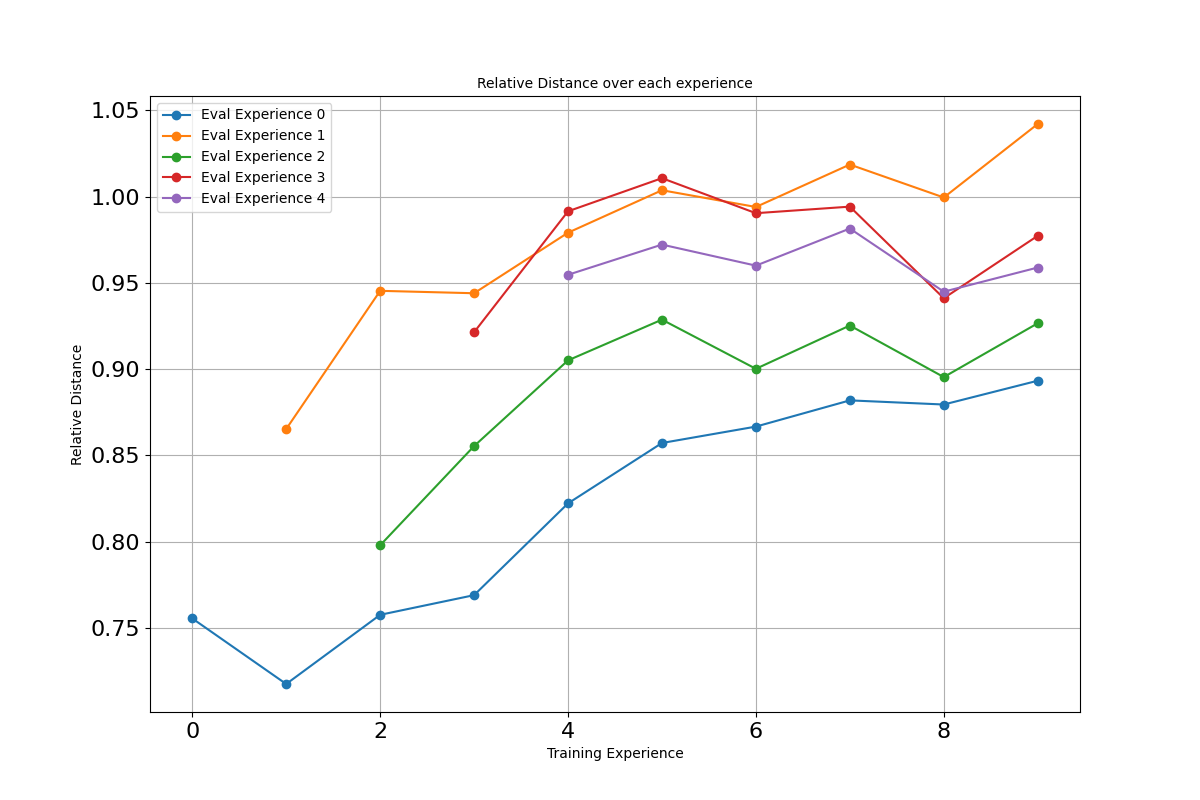 Relative Distance over each experience
1.05
1.00
0.95
0.90
0.85
0.80
0.75
Relative Distance
Eval Experience 0
Eval Experience 1
Eval Experience 2
Eval Experience 3
Eval Experience 4
0 2 4 6 8
Training Experience